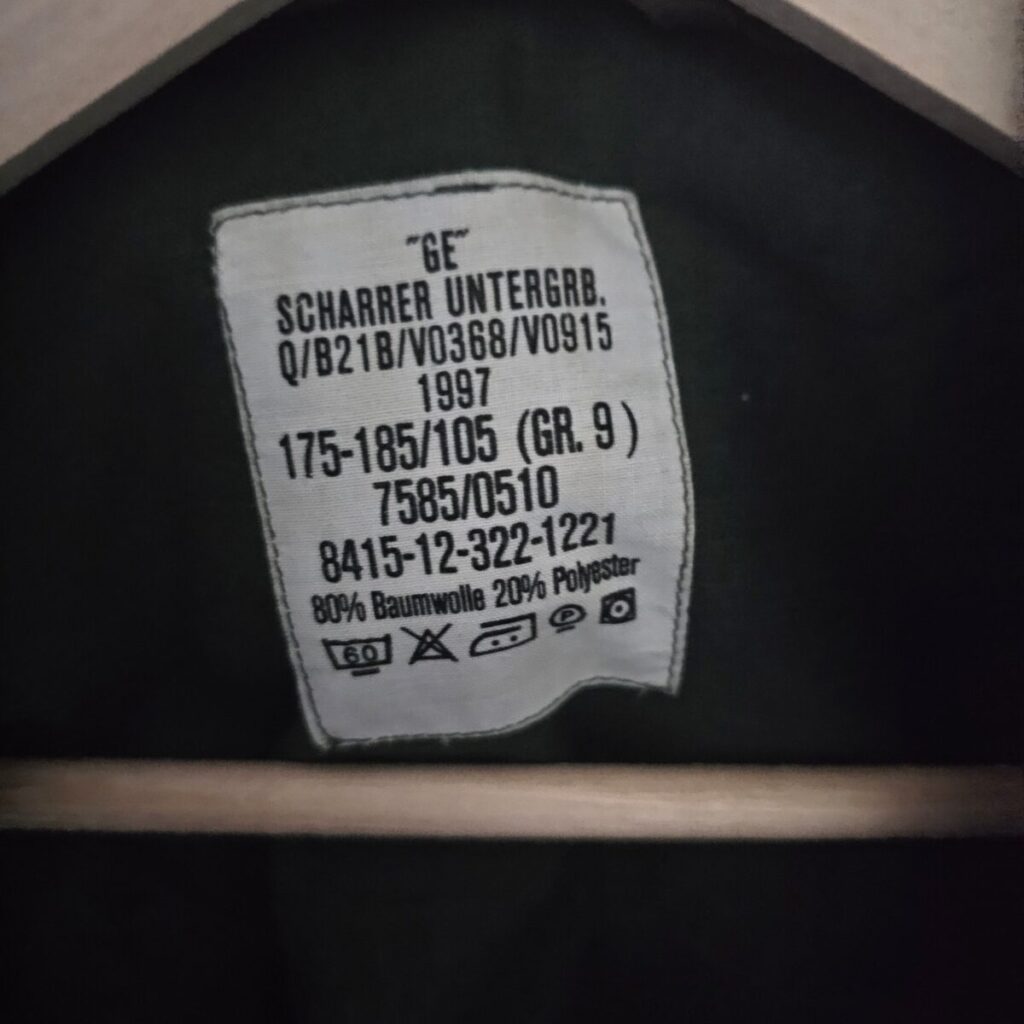 "GE"
SCHARRER UNTERGRB.
Q/B21B/V0368/V0915
1997
175-185/105 (GR. 9)
7585/0510
8415-12-322-1221
80% Baumwolle 20% Polyester
60 P